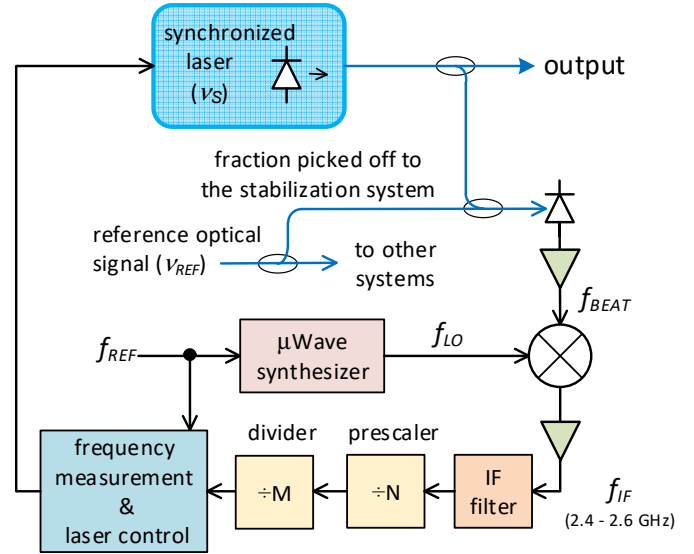 synchronized
laser
(νS)
output
fraction picked off to
the stabilization system
reference optical
signal (νREF)
to other
systems
fBEAT
fREF
μWave
synthesizer
fLO
frequency
measurement
&
laser control
divider
÷M
prescaler
÷N
IF
filter
fIF
(2.4 - 2.6 GHz)